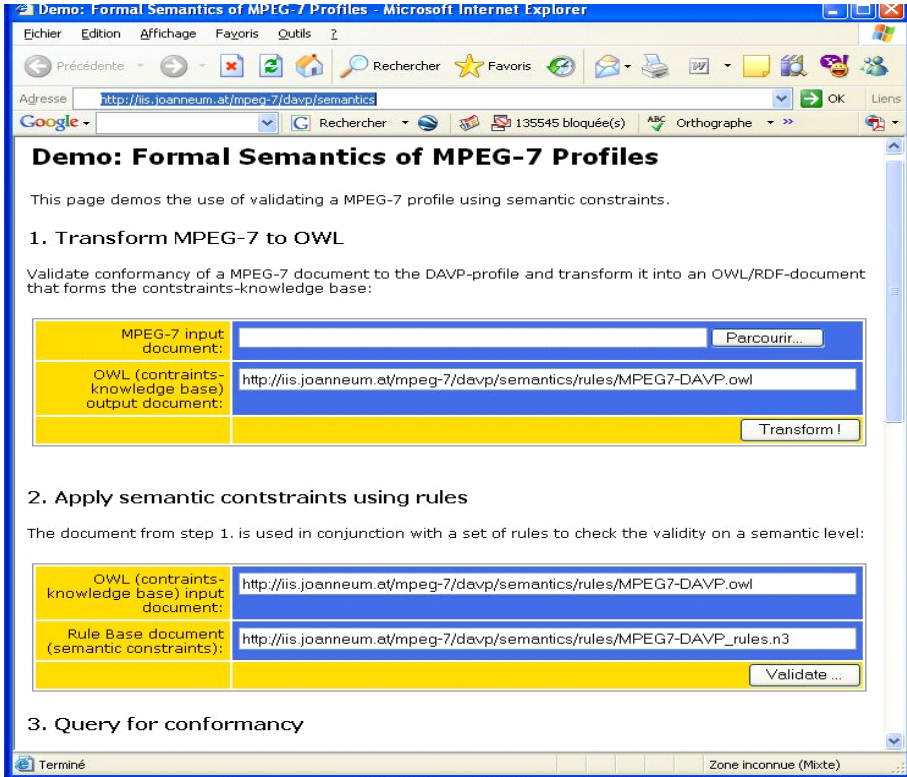 Demo: Formal Semantics of MPEG-7 Profiles - Microsoft Internet Explorer
Fichier Edition Affichage Favoris Outils ?
Précédente Rechercher Favoris
Adresse http://iis.joanneum.at/mpeg-7/davp/semantics OK Liens
Google Rechercher 135545 bloquée(s) ABC Orthographe »
Demo: Formal Semantics of MPEG-7 Profiles
This page demos the use of validating a MPEG-7 profile using semantic constraints.
1. Transform MPEG-7 to OWL
Validate conformancy of a MPEG-7 document to the DAVP-profile and transform it into an OWL/RDF-document
that forms the contstraints-knowledge base:
MPEG-7 input
document:
Parcourir...
OWL (contraints-
knowledge base)
output document:
http://iis.joanneum.at/mpeg-7/davp/semantics/rules/MPEG7-DAVP.owl
Transform !
2. Apply semantic contstraints using rules
The document from step 1. is used in conjunction with a set of rules to check the validity on a semantic level:
OWL (contraints-
knowledge base) input
document:
http://iis.joanneum.at/mpeg-7/davp/semantics/rules/MPEG7-DAVP.owl
Rule Base document
(semantic constraints):
http://iis.joanneum.at/mpeg-7/davp/semantics/rules/MPEG7-DAVP_rules.n3
Validate ...
3. Query for conformancy
Terminé Zone inconnue (Mixte)